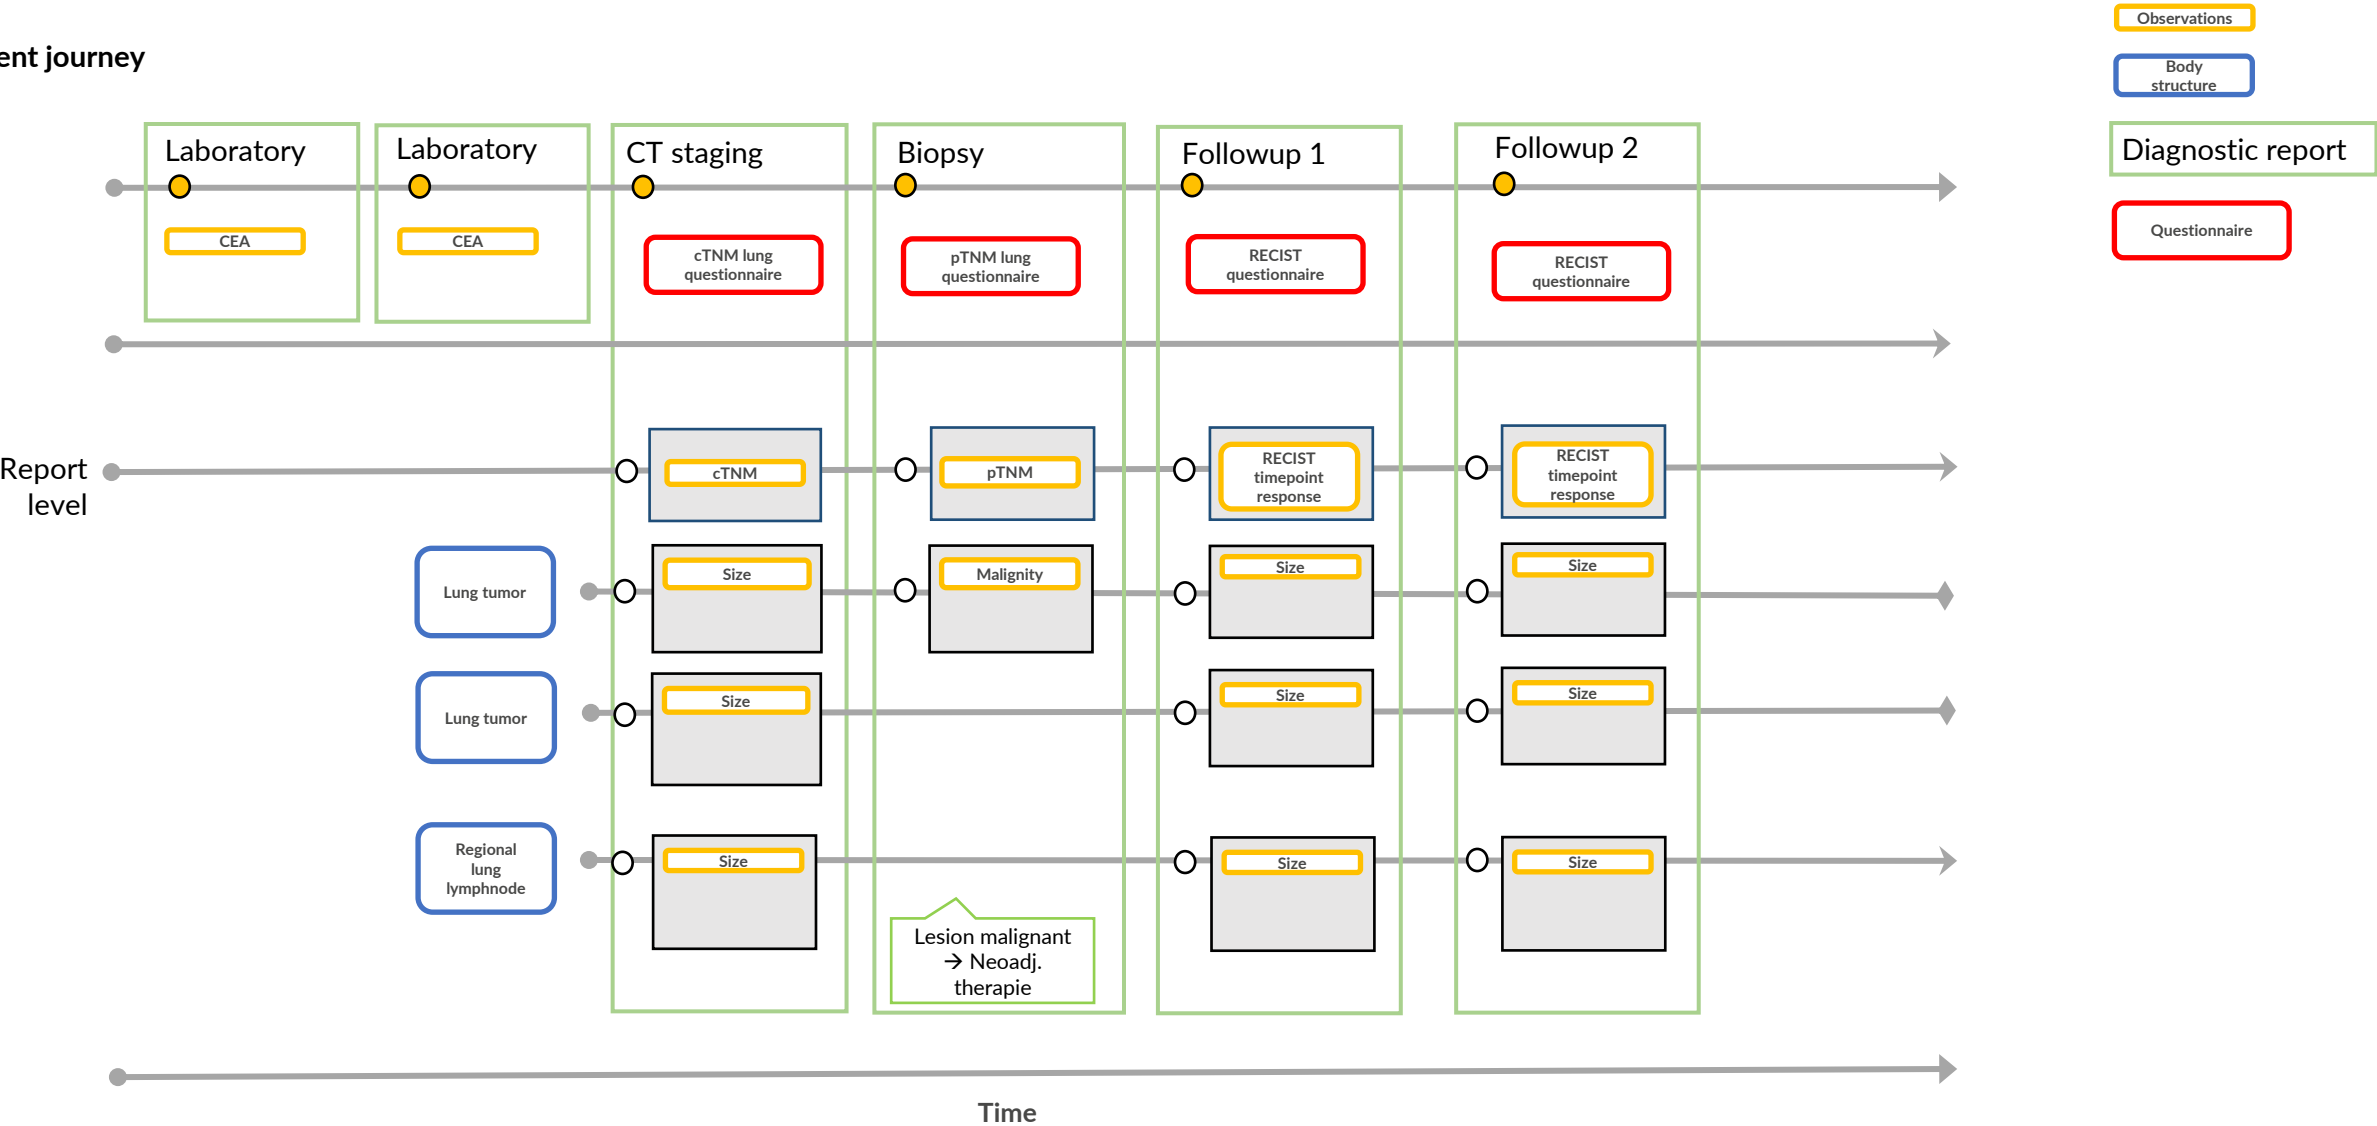 Observations
ent journey
Body
structure
Laboratory
Laboratory
CT staging
Biopsy
Followup 1
Followup 2
Diagnostic report
CEA
CEA
cTNM lung
questionnaire
pTNM lung
questionnaire
RECIST
questionnaire
RECIST
questionnaire
Questionnaire
Report
level
cTNM
pTNM
RECIST
timepoint
response
RECIST
timepoint
response
Lung tumor
Size
Malignity
Size
Size
Lung tumor
Size
Size
Size
Regional
lung
lymphnode
Size
Size
Size
Lesion malignant
→ Neoadj.
therapie
Time